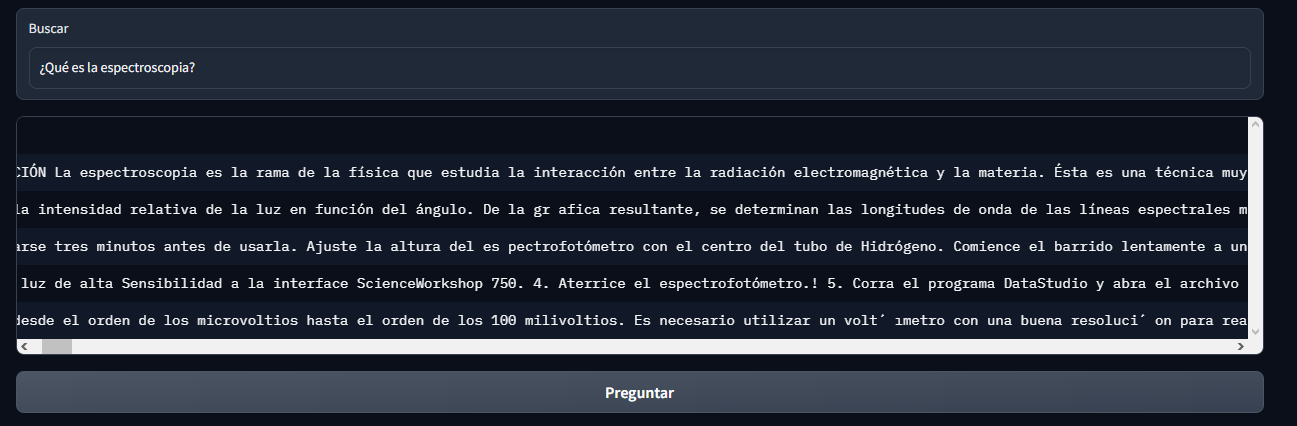 Buscar
¿Qué es la espectroscopia?
CIÓN La espectroscopia es la rama de la física que estudia la interacción entre la radiación electromagnética y la materia. Ésta es una técnica muy
la intensidad relativa de la luz en función del ángulo. De la gr afica resultante, se determinan las longitudes de onda de las líneas espectrales m
arse tres minutos antes de usarla. Ajuste la altura del es pectrofotómetro con el centro del tubo de Hidrógeno. Comience el barrido lentamente a un
luz de alta Sensibilidad a la interface ScienceWorkshop 750. 4. Aterrice el espectrofotómetro.! 5. Corra el programa DataStudio y abra el archivo
desde el orden de los microvoltios hasta el orden de los 100 milivoltios. Es necesario utilizar un volt´ ımetro con una buena resoluci´ on para rea
Preguntar